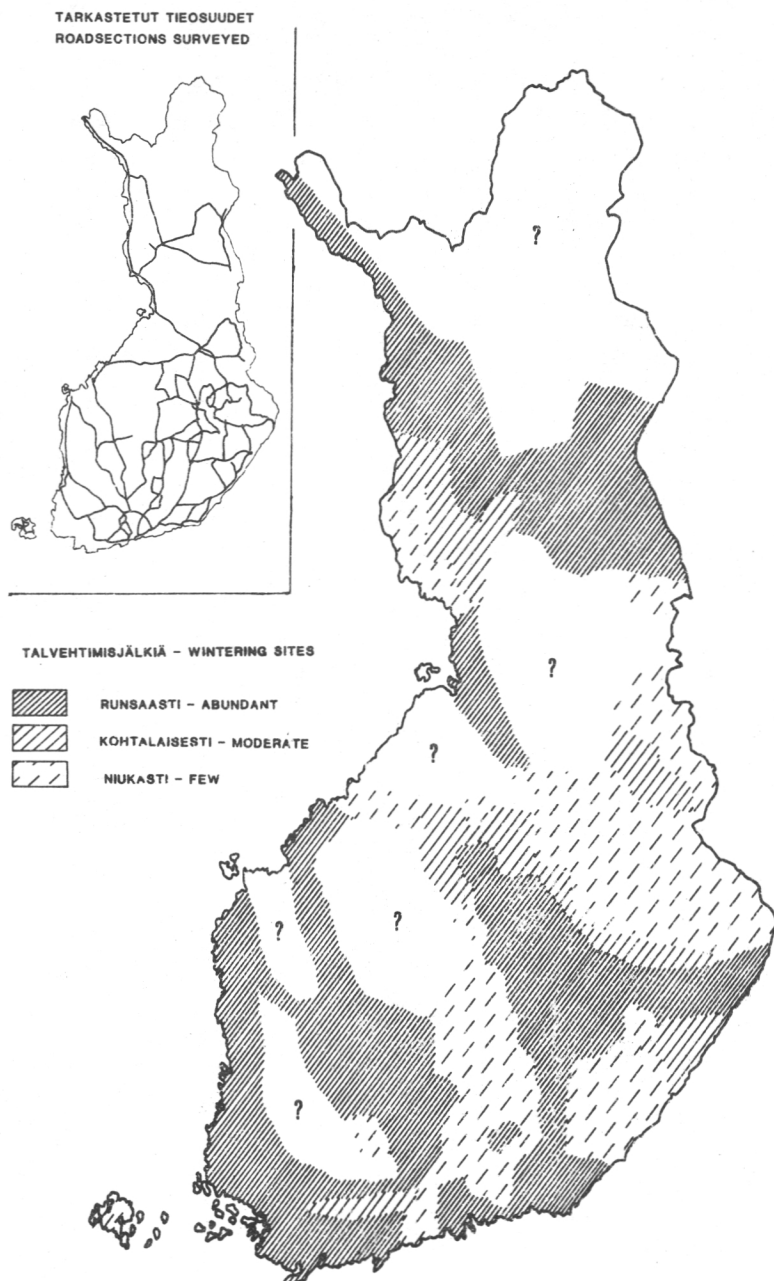 TARKASTETUT TIEOSUUDET
ROADSECTIONS SURVEYED
?
?
?
?
?
?
TALVEHTIMISJÄLKIÄ – WINTERING SITES
RUNSAASTI – ABUNDANT
KOHTALAISESTI – MODERATE
NIUKASTI – FEW